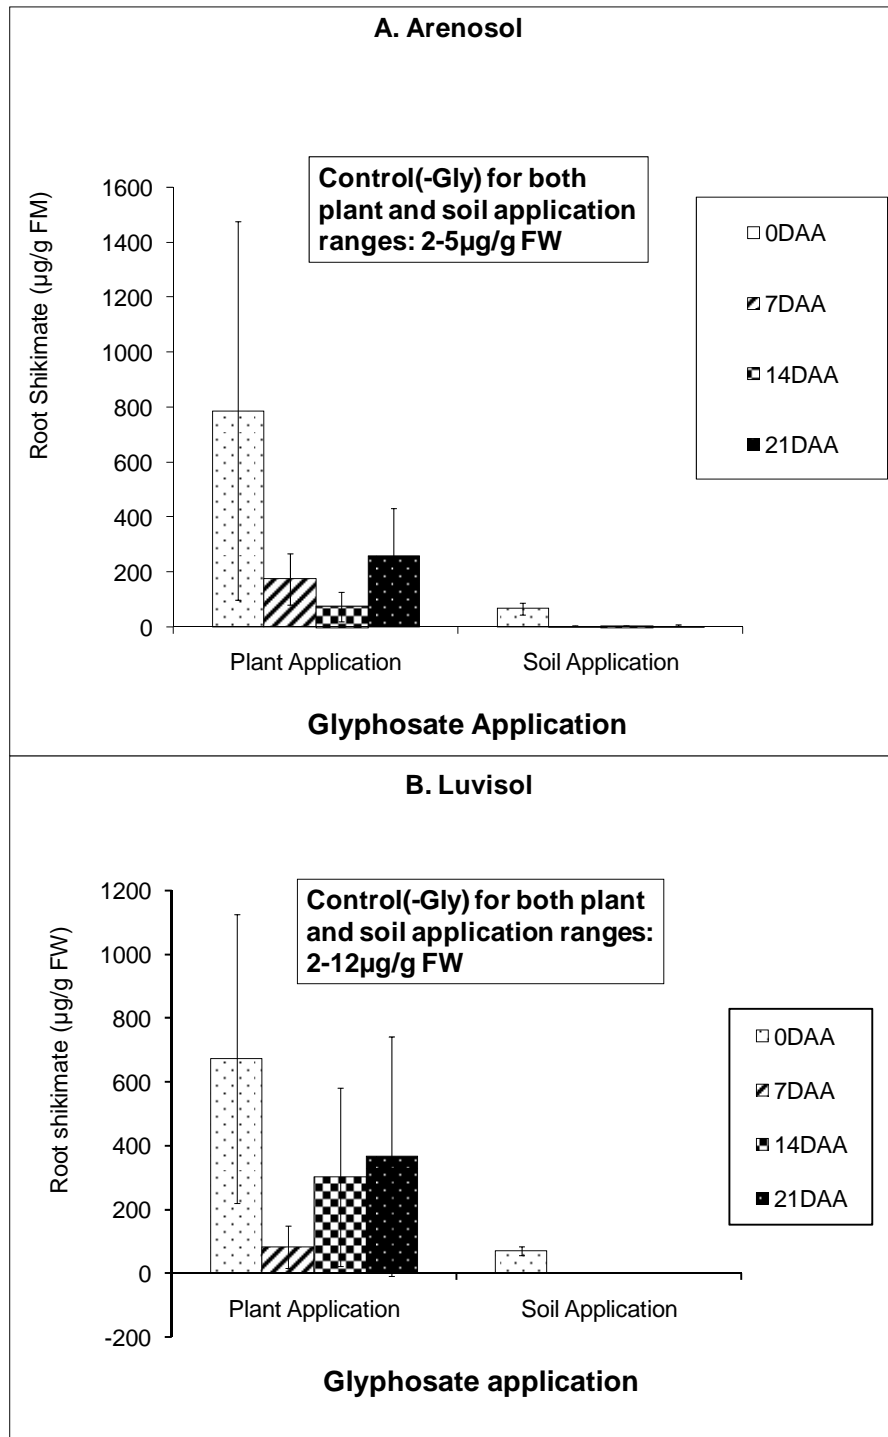 A. Arenosol
Control(-Gly) for both
plant and soil application
ranges: 2-5µg/g FW
Root Shikimate (µg/g FM)
1600
1400
1200
1000
800
600
400
200
0
0DAA
7DAA
14DAA
21DAA
Plant Application
Soil Application
Glyphosate Application
B. Luvisol
Control(-Gly) for both plant
and soil application ranges:
2-12µg/g FW
Root shikimate (µg/g FW)
1200
1000
800
600
400
200
0
-200
0DAA
7DAA
14DAA
21DAA
Plant Application
Soil Application
Glyphosate application